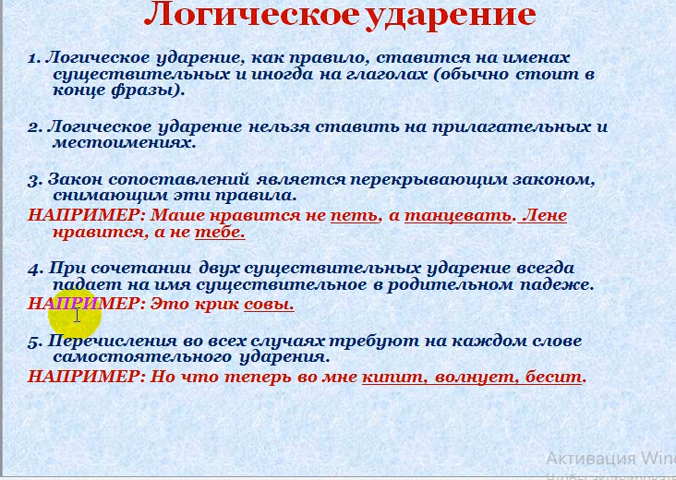 Логическое ударение
1. Логическое ударение, как правило, ставится на именах
существительных и иногда на глаголах (обычно стоит в
конце фразы).
2. Логическое ударение нельзя ставить на прилагательных и
местоимениях.
3. Закон сопоставлений является перекрывающим законом,
снимающим эти правила.
НАПРИМЕР: Маше нравится не петь, а танцевать. Лене
нравится, а не тебе.
4. При сочетании двух существительных ударение всегда
падает на имя существительное в родительном падеже.
НАПРИМЕР: Это крик совы.
5. Перечисления во всех случаях требуют на каждом слове
самостоятельного ударения.
НАПРИМЕР: Но что теперь во мне кипит, волнует, бесит.
Активация Wind